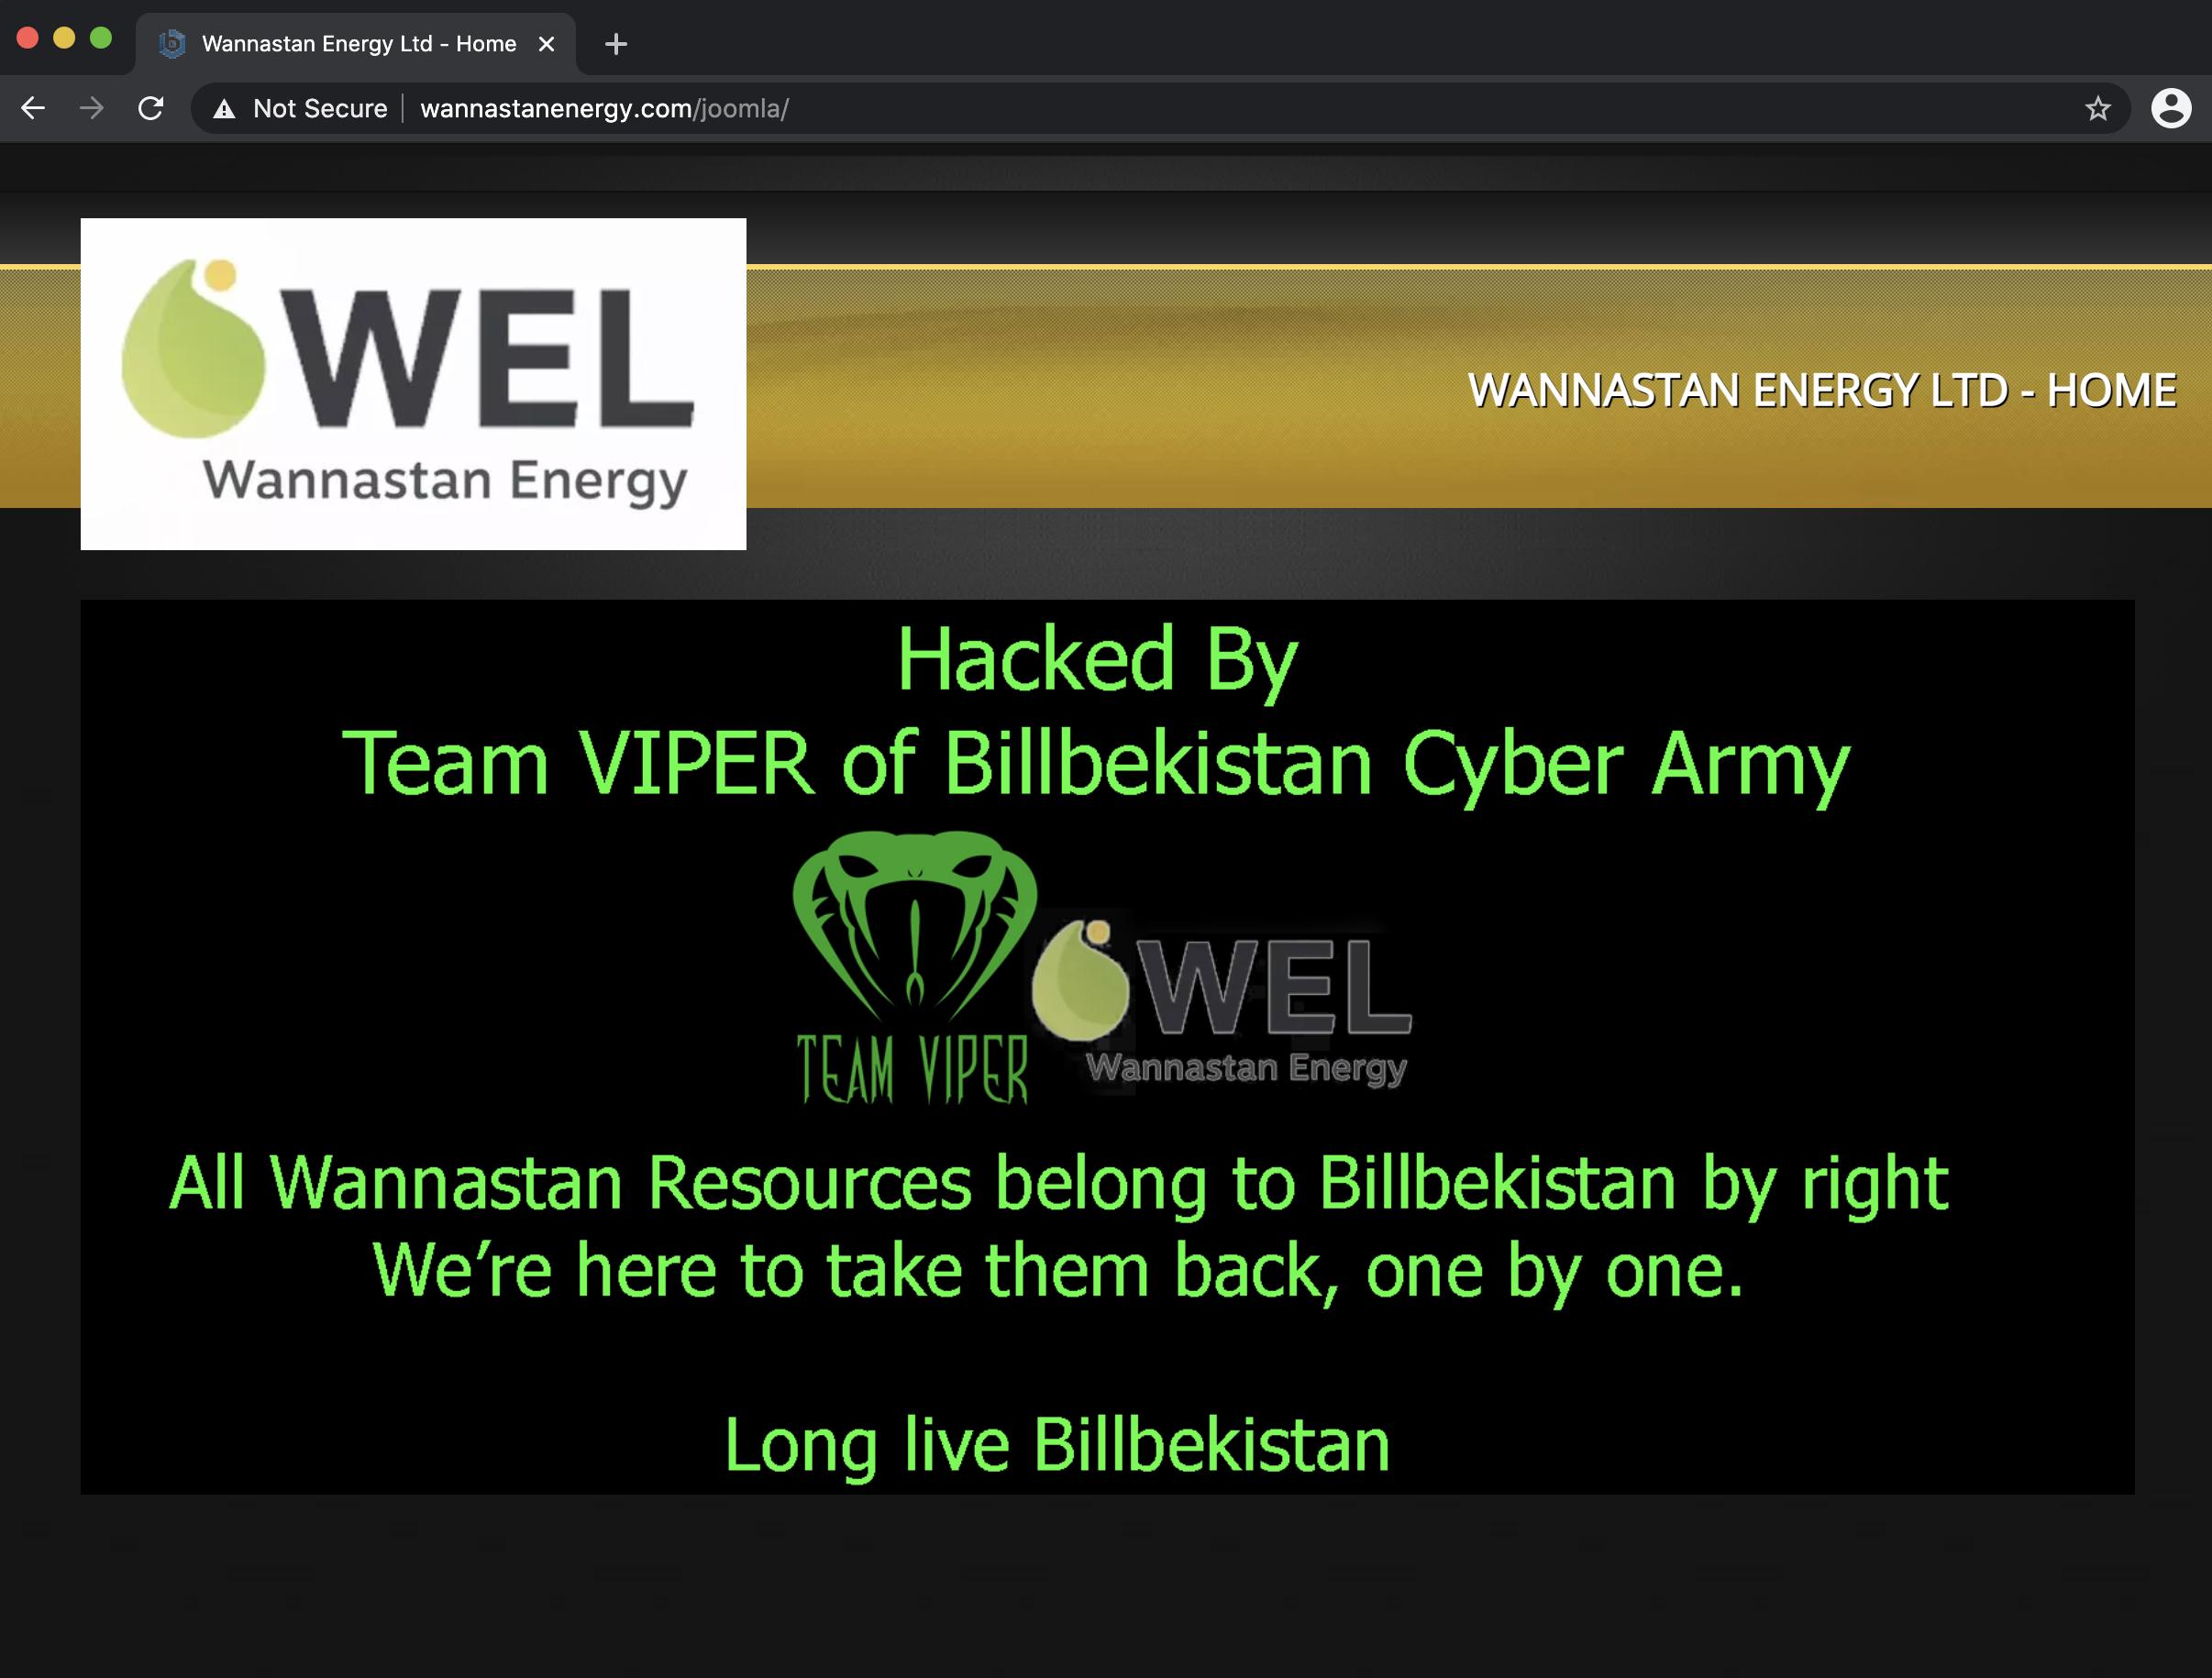 Wannastan Energy Ltd - Home
Not Secure
wannastanenergy.com/joomla/
WEL
Wannastan Energy
WANNASTAN ENERGY LTD - HOME
Hacked By
Team VIPER of Billbekistan Cyber Army
TEAM VIPER
WEL
Wannastan Energy
All Wannastan Resources belong to Billbekistan by right
We’re here to take them back, one by one.
Long live Billbekistan